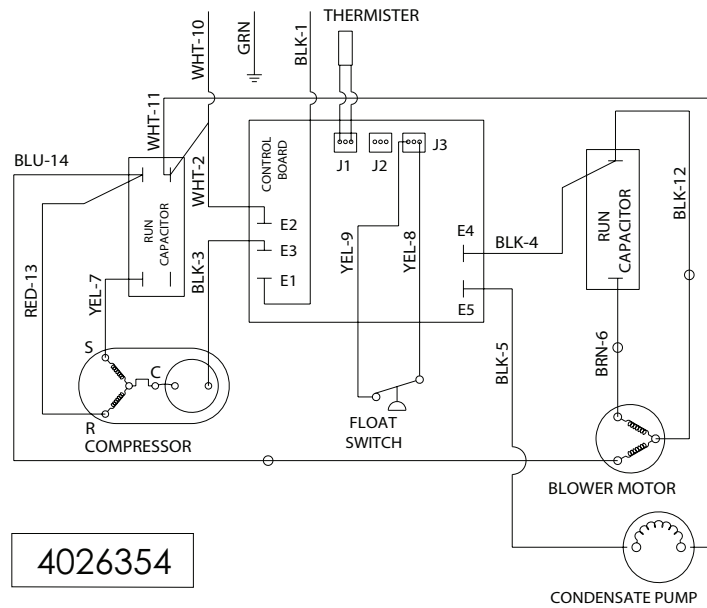 THERMISTER
WHT-10
GRN
BLK-1
WHT-11
BLU-14
WHT-2
CONTROL
BOARD
J1
J2
J3
BLK-12
RUN
CAPACITOR
RUN
CAPACITOR
E2
E3
E1
E4
E5
BLK-4
YEL-9
YEL-8
RED-13
YEL-7
BLK-3
BLK-5
BRN-6
S
C
R
COMPRESSOR
FLOAT
SWITCH
BLOWER MOTOR
4026354
CONDENSATE PUMP